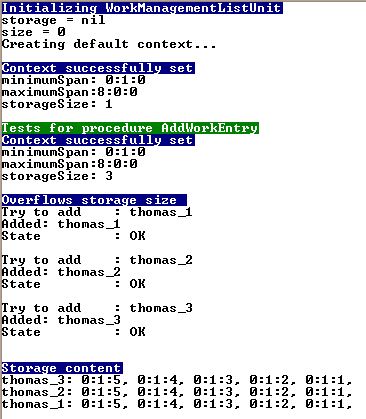 Initializing WorkManagementListUnit
storage = nil
size = 0
Creating default context...
Context successfully set
minimumSpan: 0:1:0
maximumSpan:8:0:0
storageSize: 1
Tests for procedure AddWorkEntry
Context successfully set
minimumSpan: 0:1:0
maximumSpan:8:0:0
storageSize: 3
Overflows storage size
Try to add    : thomas_1
Added: thomas_1
State         : OK
Try to add    : thomas_2
Added: thomas_2
State         : OK
Try to add    : thomas_3
Added: thomas_3
State         : OK
Storage content
thomas_3: 0:1:5, 0:1:4, 0:1:3, 0:1:2, 0:1:1,
thomas_2: 0:1:5, 0:1:4, 0:1:3, 0:1:2, 0:1:1,
thomas_1: 0:1:5, 0:1:4, 0:1:3, 0:1:2, 0:1:1,